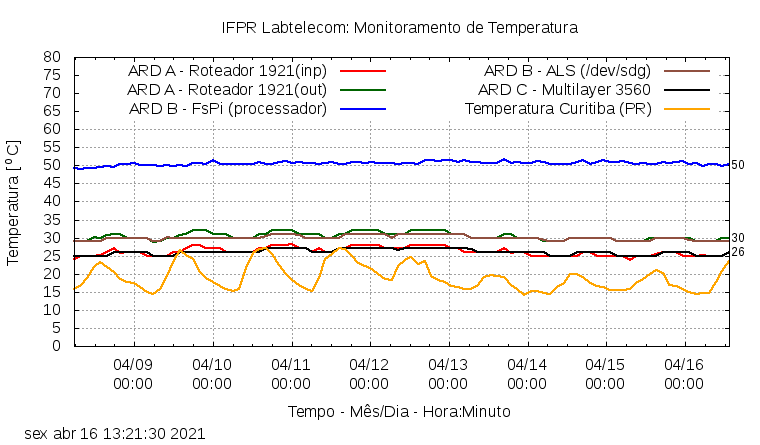 IFPR Labtelecom: Monitoramento de Temperatura
80
75
70
65
60
55
50
45
40
35
30
25
20
15
10
5
0
Temperatura [ ° C]
ARD A - Roteador 1921(inp)
ARD A - Roteador 1921(out)
ARD B - FsPi (processador)
ARD B - ALS (/dev/sdg)
ARD C - Multilayer 3560
Temperatura Curitiba (PR)
50
30
26
04/09 04/10 04/11 04/12 04/13 04/14 04/15 04/16
00:00 00:00 00:00 00:00 00:00 00:00 00:00 00:00
Tempo - Mês/Dia - Hora:Minuto
sex abr 16 13:21:30 2021